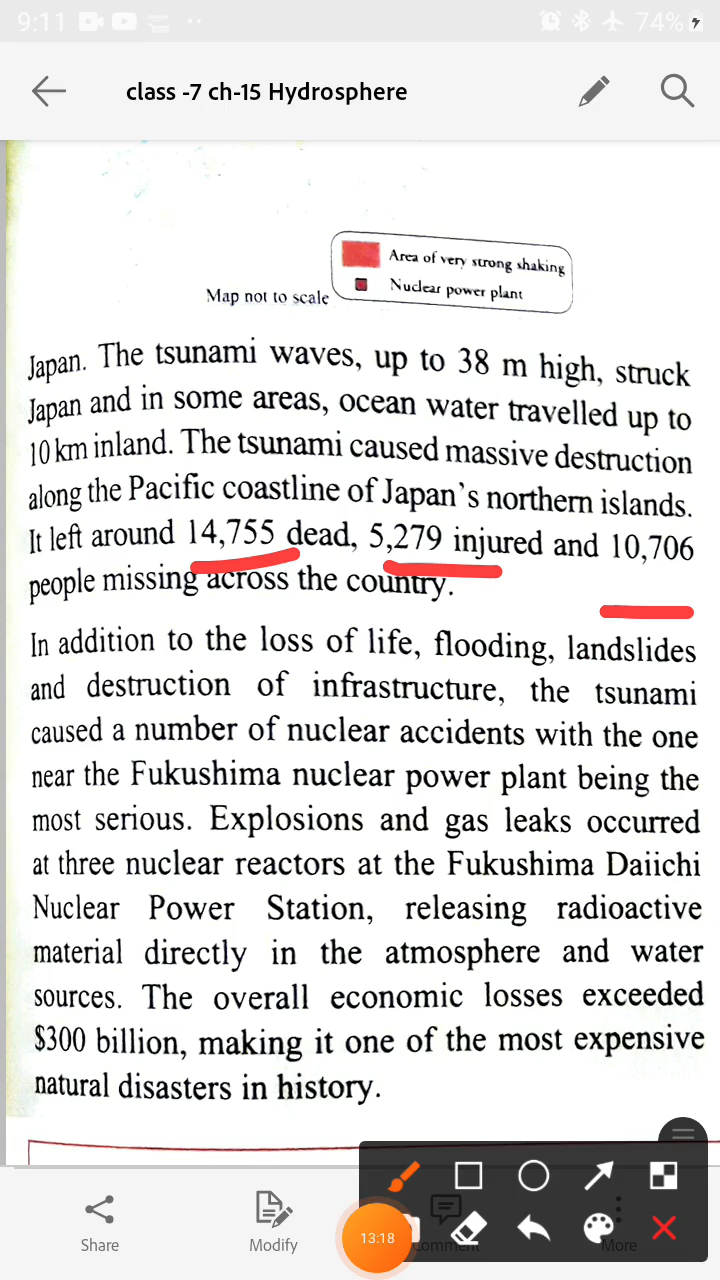 9:11
74%
class -7 ch-15 Hydrosphere
Area of very strong shaking
Nuclear power plant
Map not to scale
Japan. The tsunami waves, up to 38 m high, struck
Japan and in some areas, ocean water travelled up to
10 km inland. The tsunami caused massive destruction
along the Pacific coastline of Japan's northern islands.
It left around 14,755 dead, 5,279 injured and 10,706
people missing across the country.
In addition to the loss of life, flooding, landslides
and destruction of infrastructure, the tsunami
caused a number of nuclear accidents with the one
near the Fukushima nuclear power plant being the
most serious. Explosions and gas leaks occurred
at three nuclear reactors at the Fukushima Daiichi
Nuclear Power Station, releasing radioactive
material directly in the atmosphere and water
sources. The overall economic losses exceeded
$300 billion, making it one of the most expensive
natural disasters in history.
Share
Modify
13:18
Comment
More